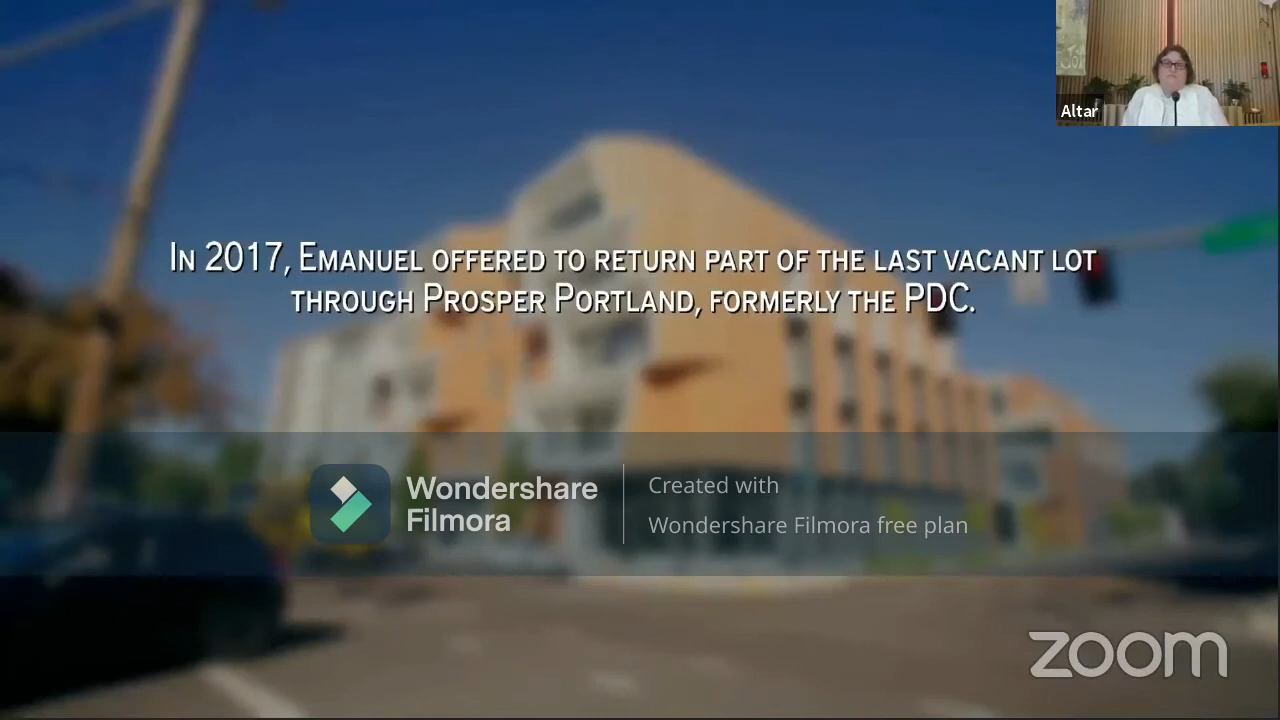 Altar
In 2017, Emanuel offered to return part of the last vacant lot
through Prosper Portland, formerly the PDC.
Wondershare
Filmora
Created with
Wondershare Filmora free plan
zoom